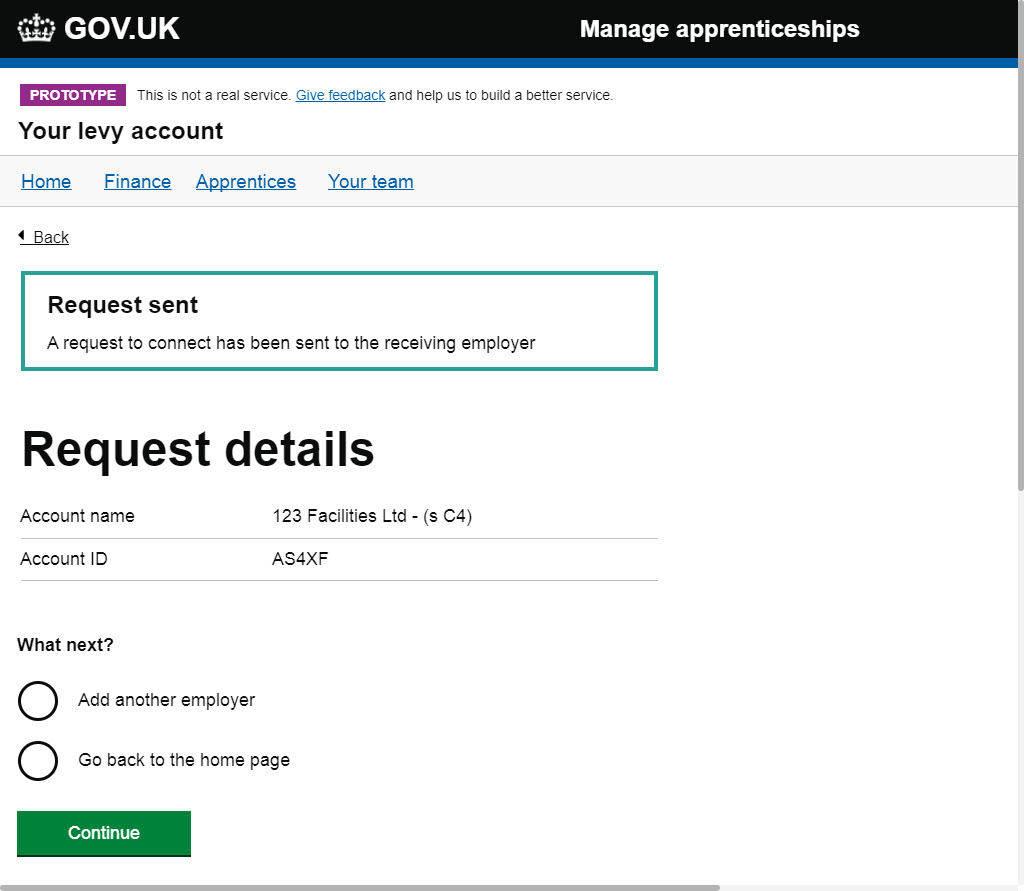 GOV.UK Manage apprenticeships
PROTOTYPE This is not a real service. Give feedback and help us to build a better service.
Your levy account
Home Finance Apprentices Your team
Back
Request sent
A request to connect has been sent to the receiving employer
Request details
Account name 123 Facilities Ltd - (s C4)
Account ID AS4XF
What next?
Add another employer
Go back to the home page
Continue